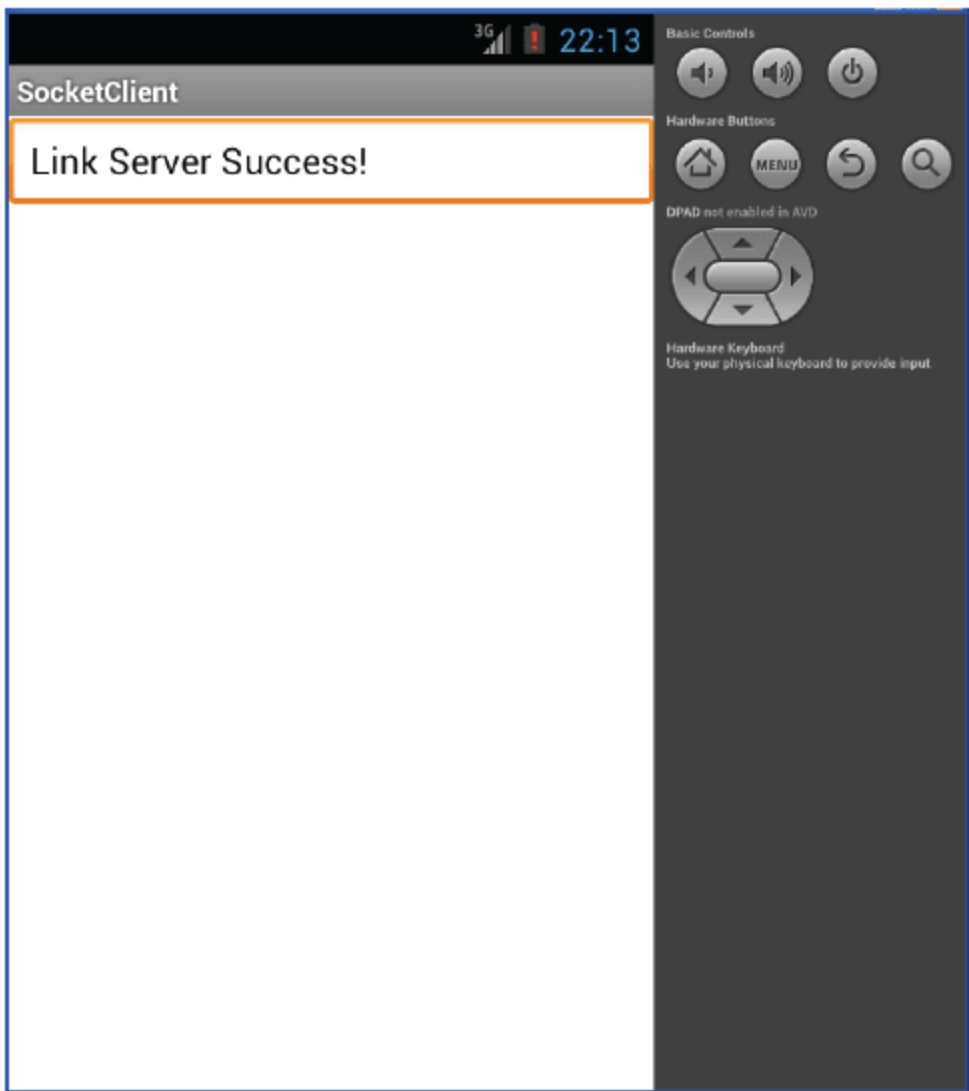 3G 22:13
SocketClient
Link Server Success!
Basic Controls
Hardware Buttons
MENU
DPAD not enabled in AVD
Hardware Keyboard
Use your physical keyboard to provide input